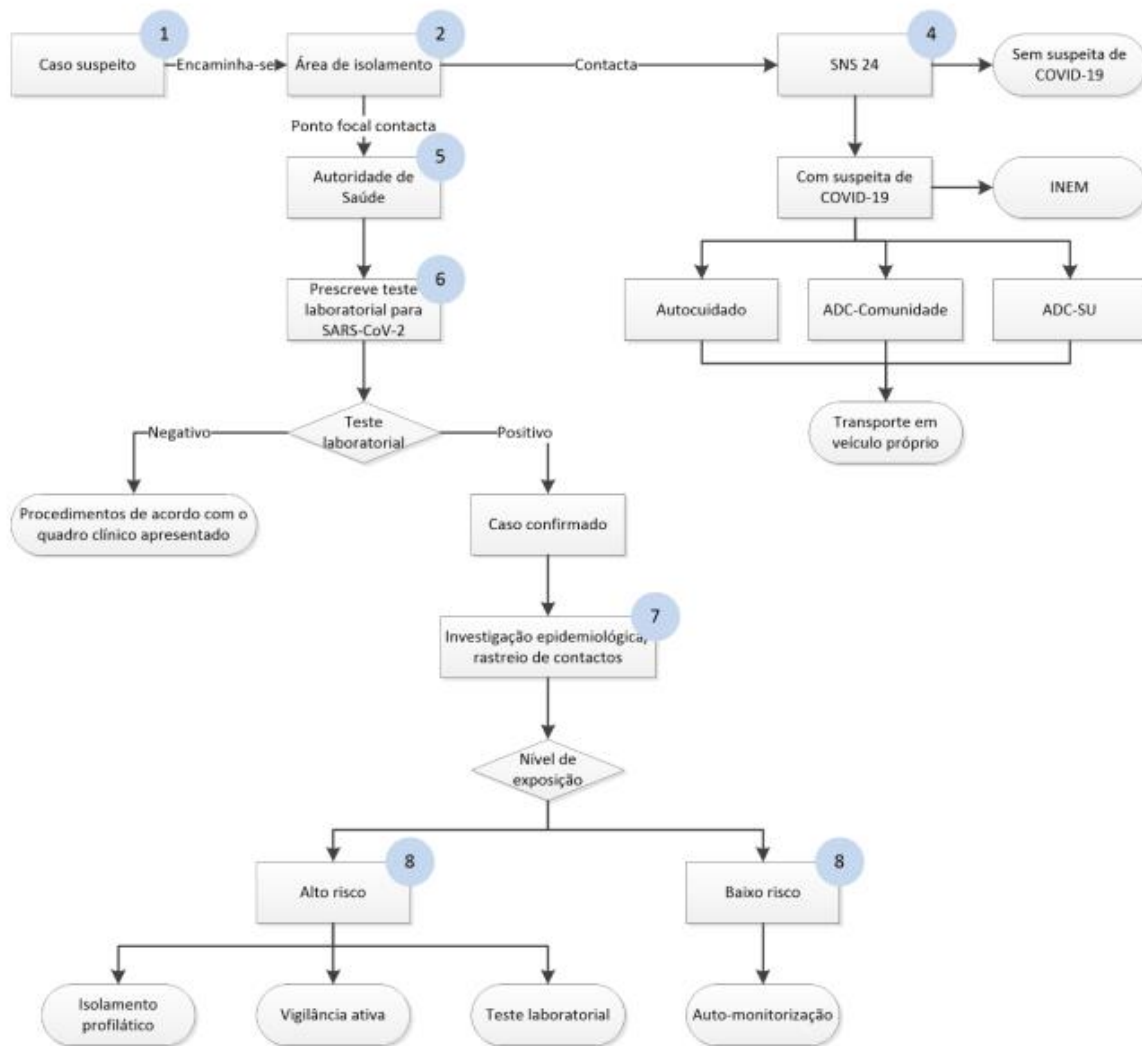 1
Caso suspeito
Encaminha-se
2
Área de isolamento
Contacta
4
SNS 24
Sem suspeita de
COVID-19
Ponto focal contacta
5
Autoridade de
Saúde
Com suspeita de
COVID-19
INEM
6
Prescreve teste
laboratorial para
SARS-CoV-2
Autocuidado
ADC-Comunidade
ADC-SU
Transporte em
veículo próprio
Teste
laboratorial
Negativo
Positivo
Procedimentos de acordo com o
quadro clínico apresentado
Caso confirmado
7
Investigação epidemiológica,
rastreio de contactos
Nível de
exposição
8
Alto risco
8
Baixo risco
Isolamento
profilático
Vigilância ativa
Teste laboratorial
Auto-monitorização